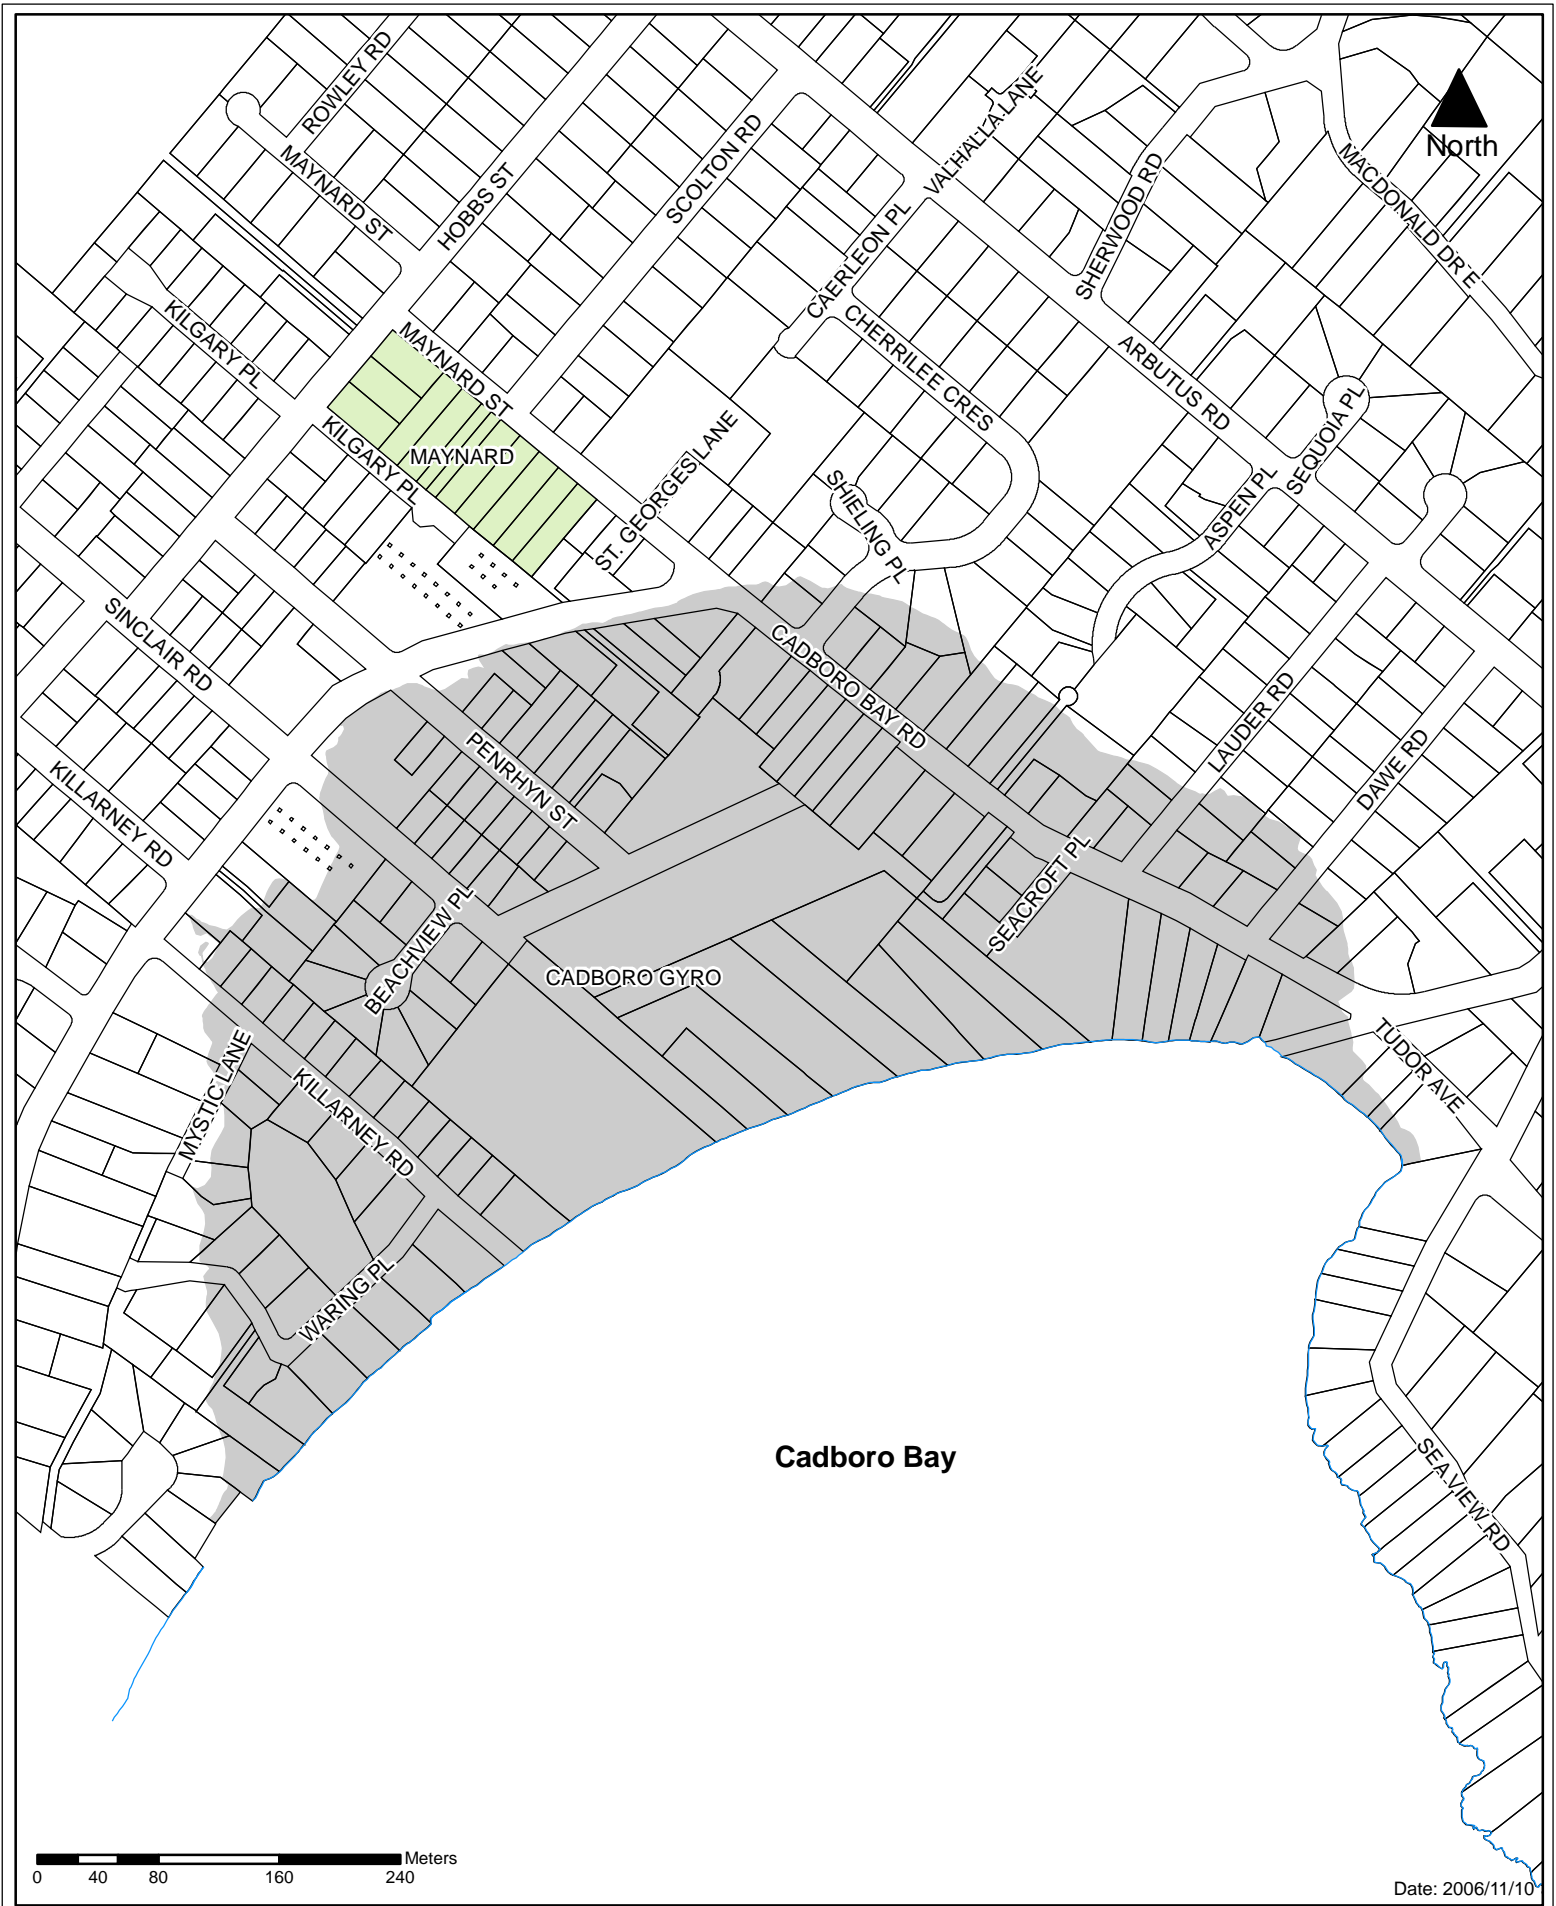 ROWLEY RD
MAYNARD ST
HOBBS ST
SCOLTON RD
VALHALLA LANE
CAERLEON PL
SHERWOOD RD
North
MACDONALD DR E
KILGARY PL
MAYNARD ST
CHERRILEE CRES
ARBUTUS RD
SEQUOIA PL
KILGARY PL
MAYNARD
ST. GEORGES LANE
SHIELING PL
ASPEN PL
SINCLAIR RD
CADBORO BAY RD
LAUDER RD
DAWE RD
KILLARNEY RD
PENRHYN ST
BEACHVIEW PL
SEACROFT PL
CADBORO GYRO
MYSTIC LANE
KILLARNEY RD
TUDOR AVE
WARING PL
Cadboro Bay
SEA VIEW RD
Meters
0 40 80 160 240
Date: 2006/11/10